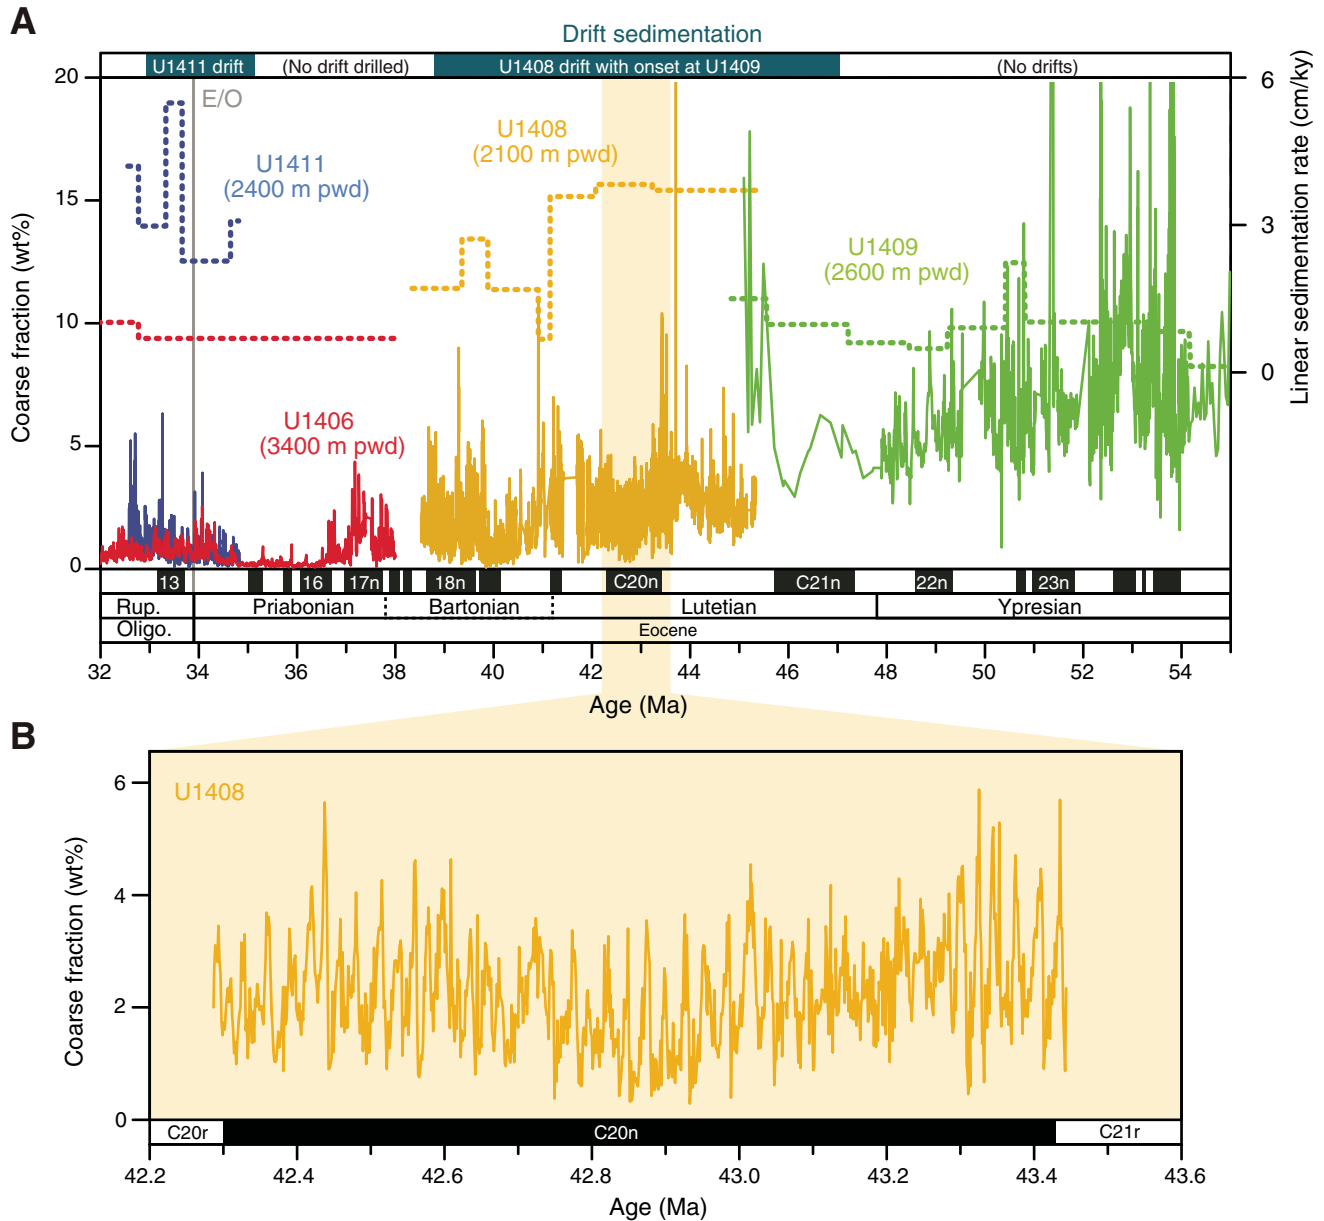 A
Drift sedimentation
U1411 drift
(No drift drilled)
U1408 drift with onset at U1409
(No drifts)
20
15
10
5
0
Coarse fraction (wt%)
6
3
0
Linear sedimentation rate (cm/ky)
E/O
U1411
(2400 m pwd)
U1408
(2100 m pwd)
U1409
(2600 m pwd)
U1406
(3400 m pwd)
13
16
17n
18n
C20n
C21n
22n
23n
Rup.
Priabonian
Bartonian
Lutetian
Ypresian
Oligo.
Eocene
32
34
36
38
40
42
44
46
48
50
52
54
Age (Ma)
B
U1408
6
4
2
0
Coarse fraction (wt%)
C20r
C20n
C21r
42.2
42.4
42.6
42.8
43.0
43.2
43.4
43.6
Age (Ma)